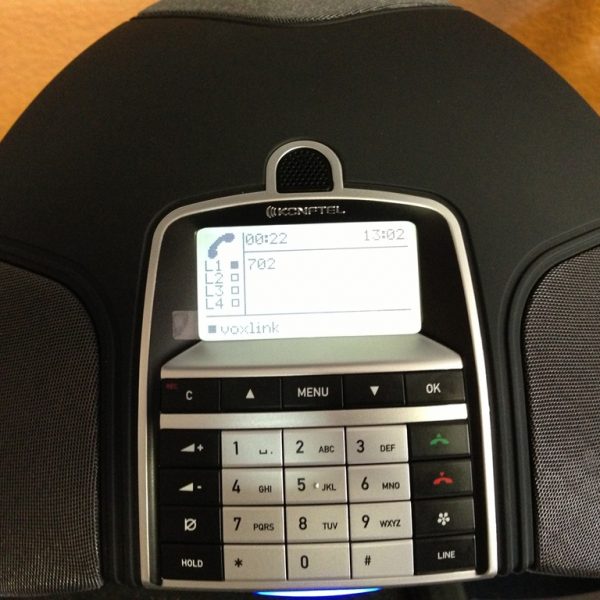 KONFTEL
00:22 13:02
L1 702
L2
L3
L4
voxlink
REC
C MENU OK
+ 1 2 ABC 3 DEF
- 4 GHI 5 JKL 6 MNO
7 PQRS 8 TUV 9 WXYZ
HOLD * 0 # LINE